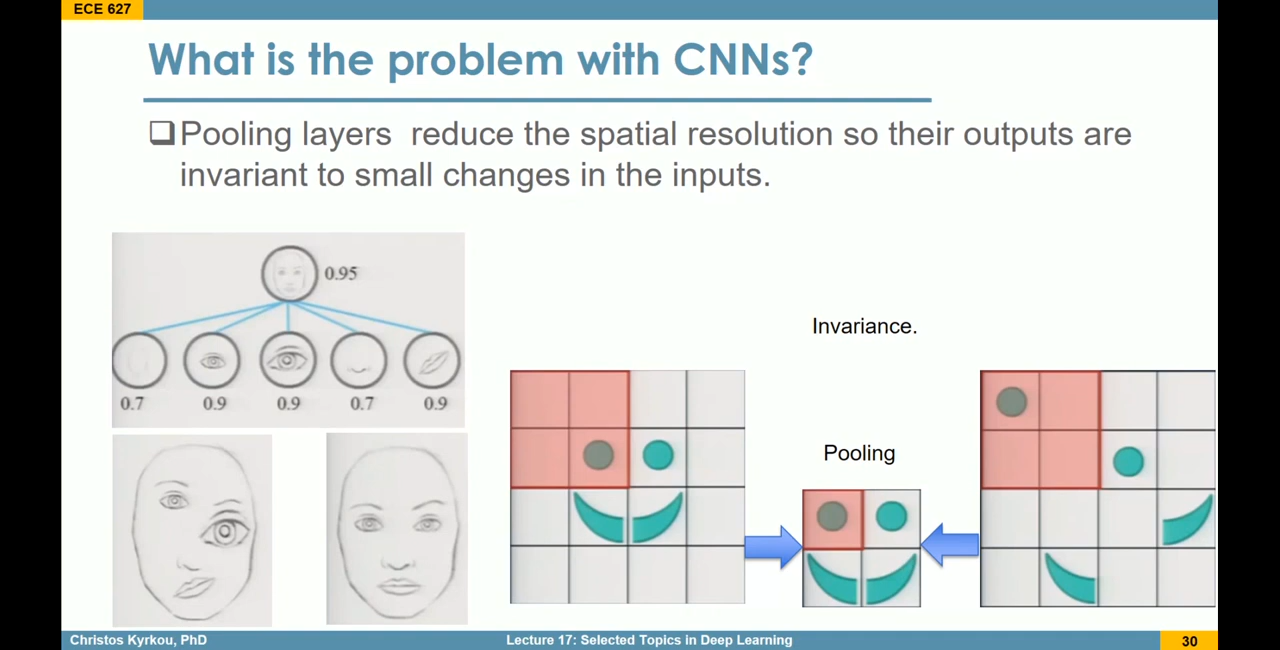 ECE 627
What is the problem with CNNs?
Pooling layers reduce the spatial resolution so their outputs are
invariant to small changes in the inputs.
0.95
0.7 0.9 0.9 0.7 0.9
Invariance.
Pooling
Christos Kyrkou, PhD
Lecture 17: Selected Topics in Deep Learning
30